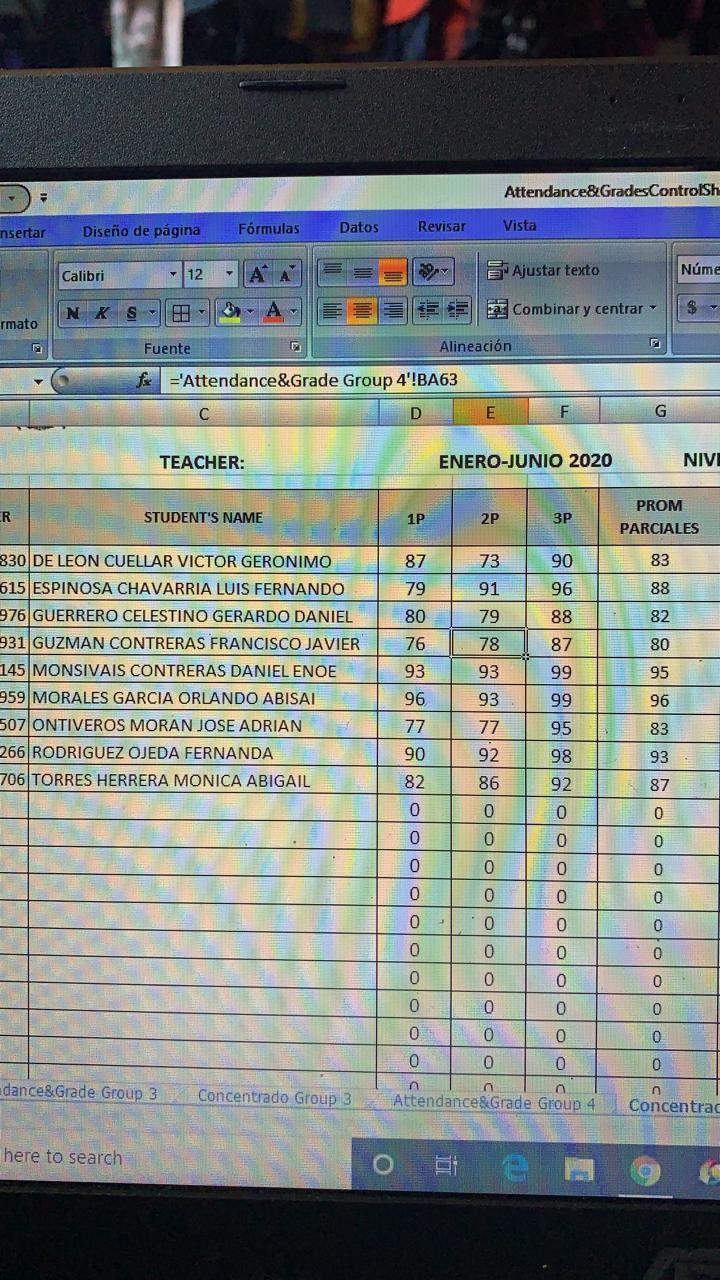 Attendance&GradesControlSh
nsertar Diseño de página Fórmulas Datos Revisar Vista
Calibri 12 A A Ajustar texto Núme
rmato N K S A Combinar y centrar $
Fuente Alineación
fx ='Attendance&Grade Group 4'!BA63
C D E F G
TEACHER: ENERO-JUNIO 2020 NIV
R STUDENT'S NAME 1P 2P 3P PROM PARCIALES
830 DE LEON CUELLAR VICTOR GERONIMO 87 73 90 83
615 ESPINOSA CHAVARRIA LUIS FERNANDO 79 91 96 88
976 GUERRERO CELESTINO GERARDO DANIEL 80 79 88 82
931 GUZMAN CONTRERAS FRANCISCO JAVIER 76 78 87 80
145 MONSIVAIS CONTRERAS DANIEL ENOE 93 93 99 95
959 MORALES GARCIA ORLANDO ABISAI 96 93 99 96
507 ONTIVEROS MORAN JOSE ADRIAN 77 77 95 83
266 RODRIGUEZ OJEDA FERNANDA 90 92 98 93
706 TORRES HERRERA MONICA ABIGAIL 82 86 92 87
0 0 0 0
0 0 0 0
0 0 0 0
0 0 0 0
0 0 0 0
0 0 0 0
0 0 0 0
0 0 0 0
0 0 0 0
0 0 0 0
0 0 0 0
dance&Grade Group 3 Concentrado Group 3 Attendance&Grade Group 4 Concentrad
here to search